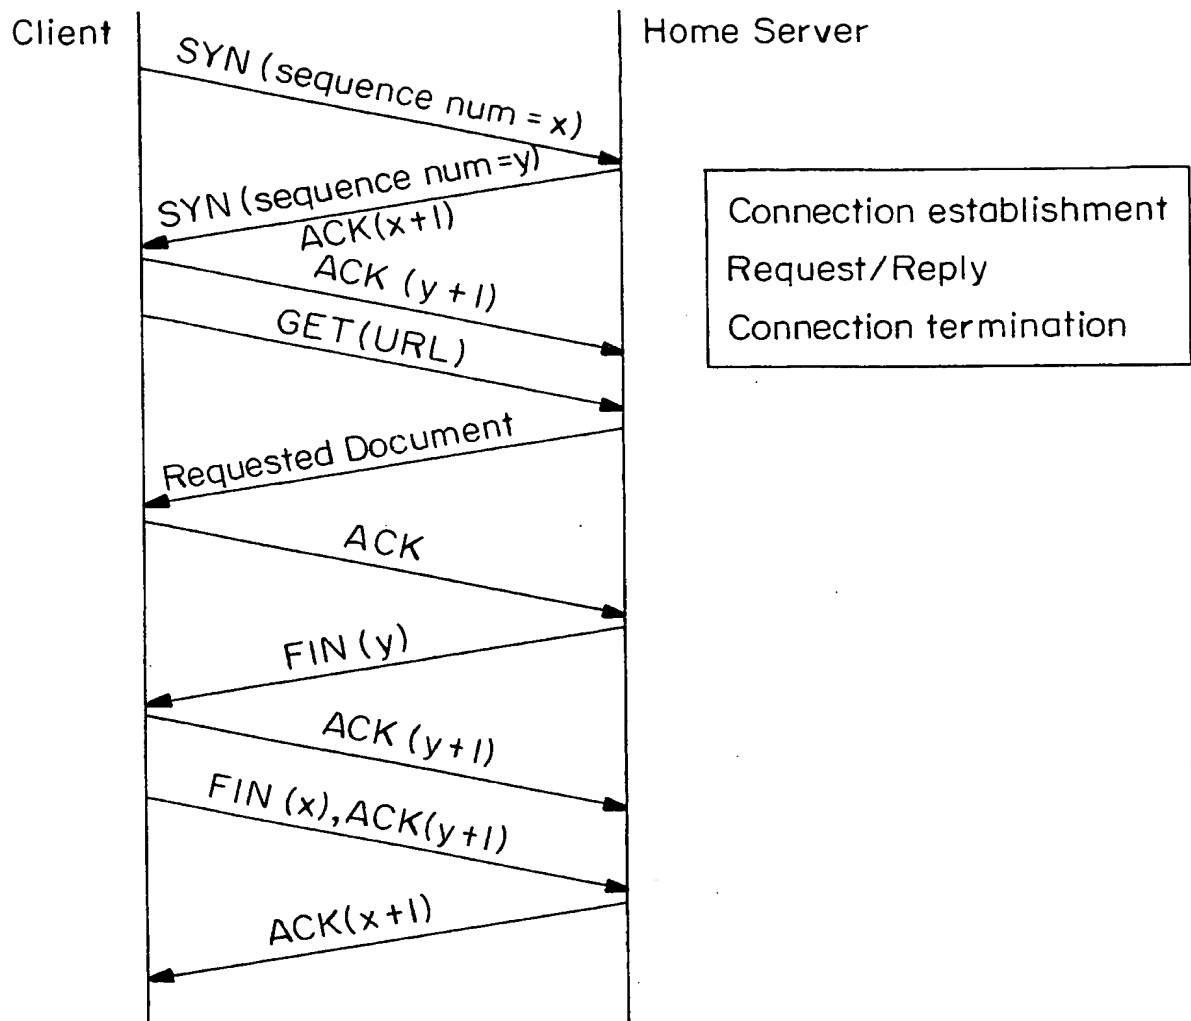 Client
Home Server
SYN (sequence num = x)
SYN (sequence num=y)
ACK(x+1)
ACK (y+1)
GET(URL)
Requested Document
ACK
FIN (y)
ACK (y+1)
FIN (x),ACK(y+1)
ACK(x+1)
Connection establishment
Request/Reply
Connection termination